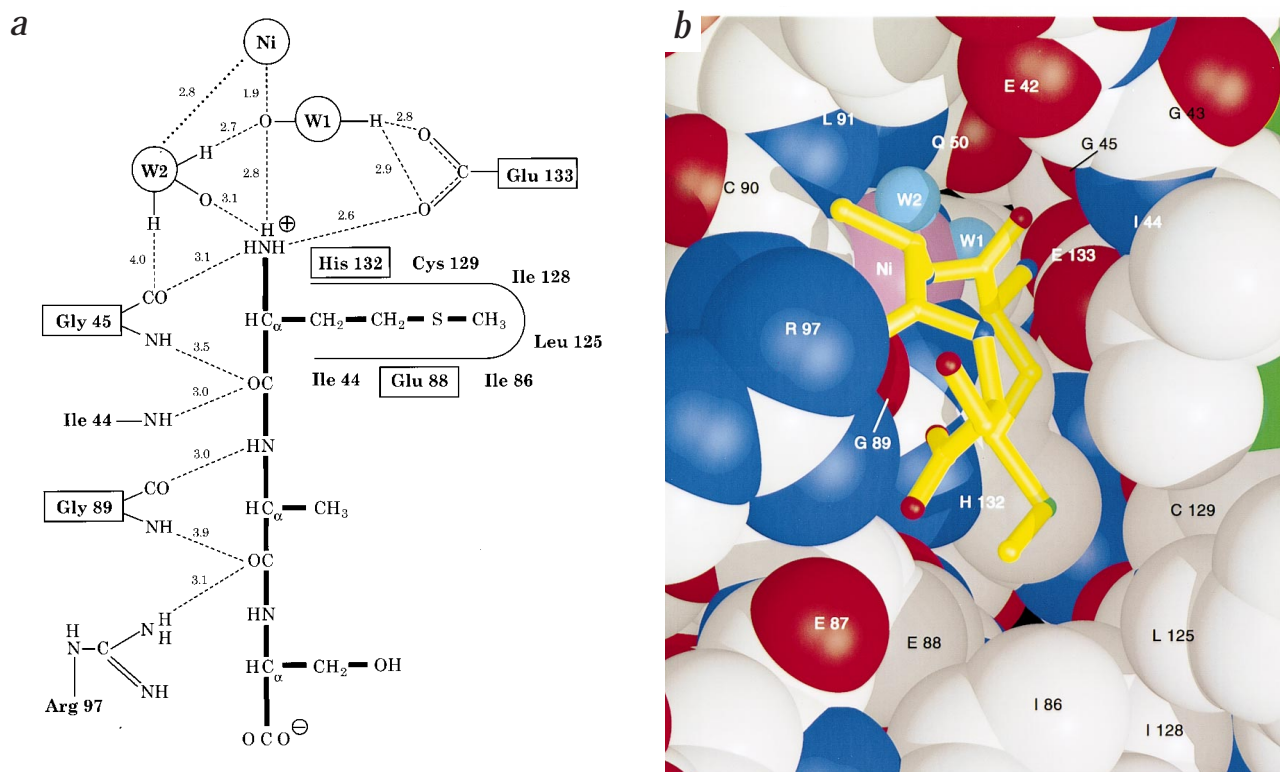 a
Ni
2.8
1.9
2.7
O
W1
H
2.8
O
W2
H
2.8
2.9
C
Glu 133
O
3.1
O
H
H
⊕
2.6
4.0
3.1
HNH
His 132
Cys 129
Ile 128
CO
Gly 45
HCα
CH2
CH2
S
CH3
NH
Leu 125
3.5
OC
Ile 44
Glu 88
Ile 86
3.0
Ile 44
NH
HN
3.0
CO
Gly 89
HCα
CH3
NH
3.9
OC
3.1
HN
H
N
H
H
N
C
HCα
CH2
OH
NH
Arg 97
OCO
⊖
b
E 42
G 43
L 91
Q 50
G 45
C 90
W2
I 44
W1
E 133
Ni
R 97
G 89
H 132
C 129
E 87
E 88
L 125
I 86
I 128